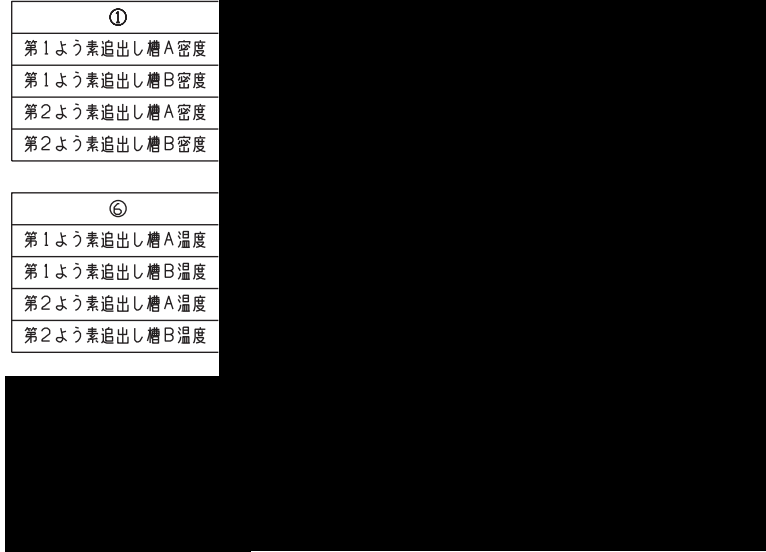 ①
第1よう素追出し槽A密度
第1よう素追出し槽B密度
第2よう素追出し槽A密度
第2よう素追出し槽B密度
⑥
第1よう素追出し槽A温度
第1よう素追出し槽B温度
第2よう素追出し槽A温度
第2よう素追出し槽B温度